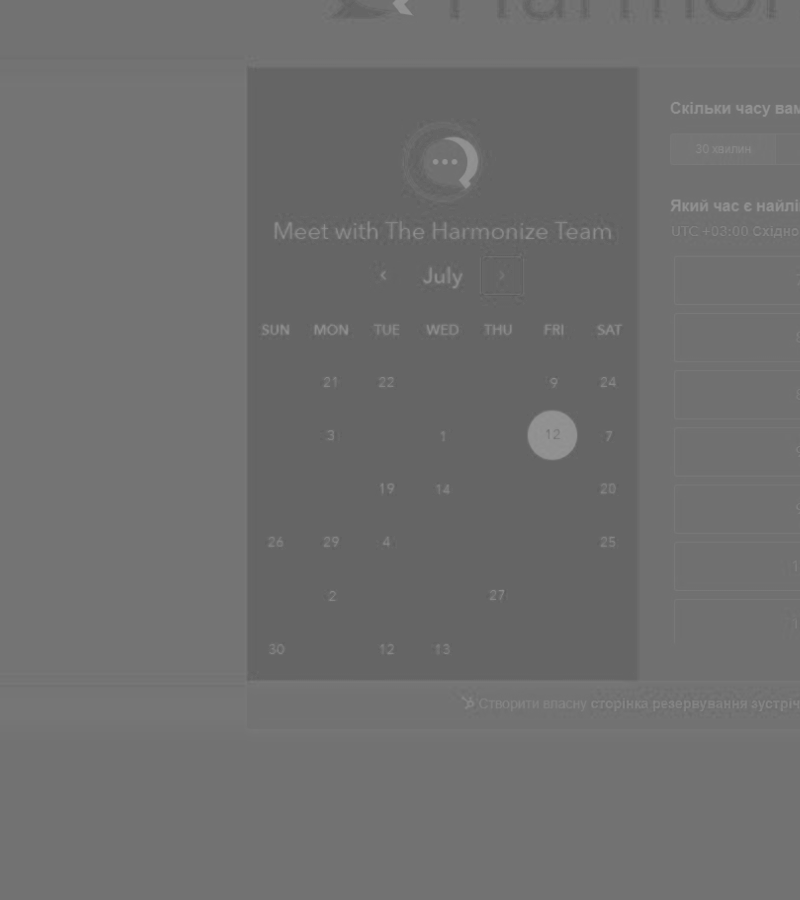 Meet with The Harmonize Team
July
SUN MON TUE WED THU FRI SAT
21 22 9 24
3 1 12 7
19 14 20
26 29 4 25
2 27
30 12 13
Скільки часу вам
30 хвилин
Який час є найлі
UTC +03:00 Східно
Створити власну сторінка резервування зустріч